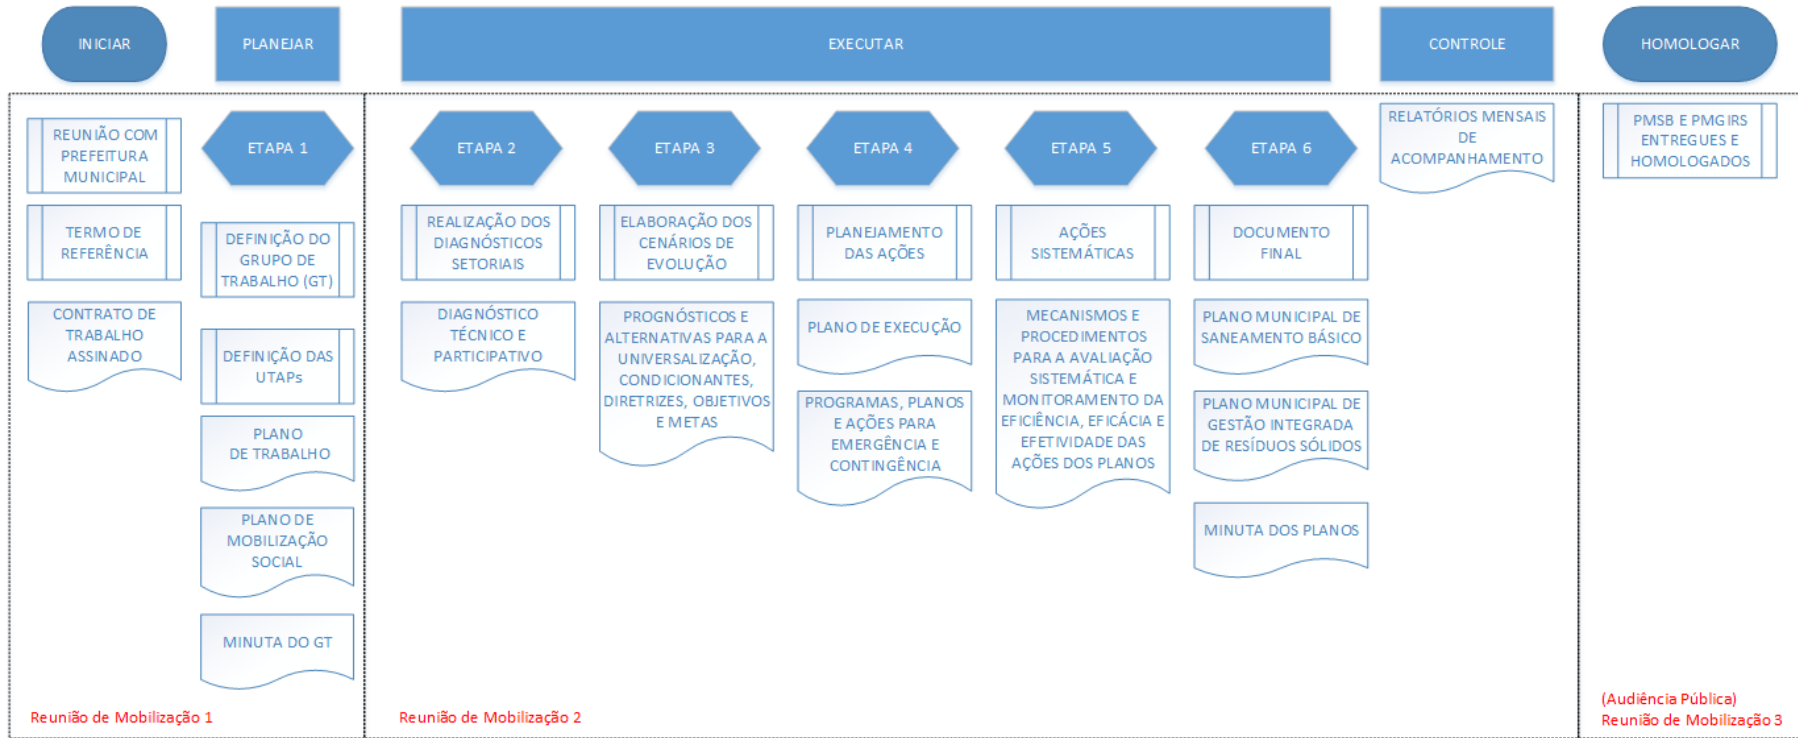 INICIAR
PLANEJAR
EXECUTAR
CONTROLE
HOMOLOGAR
REUNIÃO COM
PREFEITURA
MUNICIPAL
TERMO DE
REFERÊNCIA
CONTRATO DE
TRABALHO
ASSINADO
ETAPA 1
DEFINIÇÃO DO
GRUPO DE
TRABALHO (GT)
DEFINIÇÃO DAS
UTAPs
PLANO
DE TRABALHO
PLANO DE
MOBILIZAÇÃO
SOCIAL
MINUTA DO GT
Reunião de Mobilização 1
ETAPA 2
REALIZAÇÃO DOS
DIAGNÓSTICOS
SETORIAIS
DIAGNÓSTICO
TÉCNICO E
PARTICIPATIVO
ETAPA 3
ELABORAÇÃO DOS
CENÁRIOS DE
EVOLUÇÃO
PROGNÓSTICOS E
ALTERNATIVAS PARA A
UNIVERSALIZAÇÃO,
CONDICIONANTES,
DIRETRIZES, OBJETIVOS
E METAS
ETAPA 4
PLANEJAMENTO
DAS AÇÕES
PLANO DE EXECUÇÃO
PROGRAMAS, PLANOS
E AÇÕES PARA
EMERGÊNCIA E
CONTINGÊNCIA
ETAPA 5
AÇÕES
SISTEMÁTICAS
MECANISMOS E
PROCEDIMENTOS
PARA A AVALIAÇÃO
SISTEMÁTICA E
MONITORAMENTO DA
EFICIÊNCIA, EFICÁCIA E
EFETIVIDADE DAS
AÇÕES DOS PLANOS
ETAPA 6
DOCUMENTO
FINAL
PLANO MUNICIPAL DE
SANEAMENTO BÁSICO
PLANO MUNICIPAL DE
GESTÃO INTEGRADA
DE RESÍDUOS SÓLIDOS
MINUTA DOS PLANOS
Reunião de Mobilização 2
RELATÓRIOS MENSAIS
DE
ACOMPANHAMENTO
PMSB E PMGIRS
ENTREGUES E
HOMOLOGADOS
(Audiência Pública)
Reunião de Mobilização 3